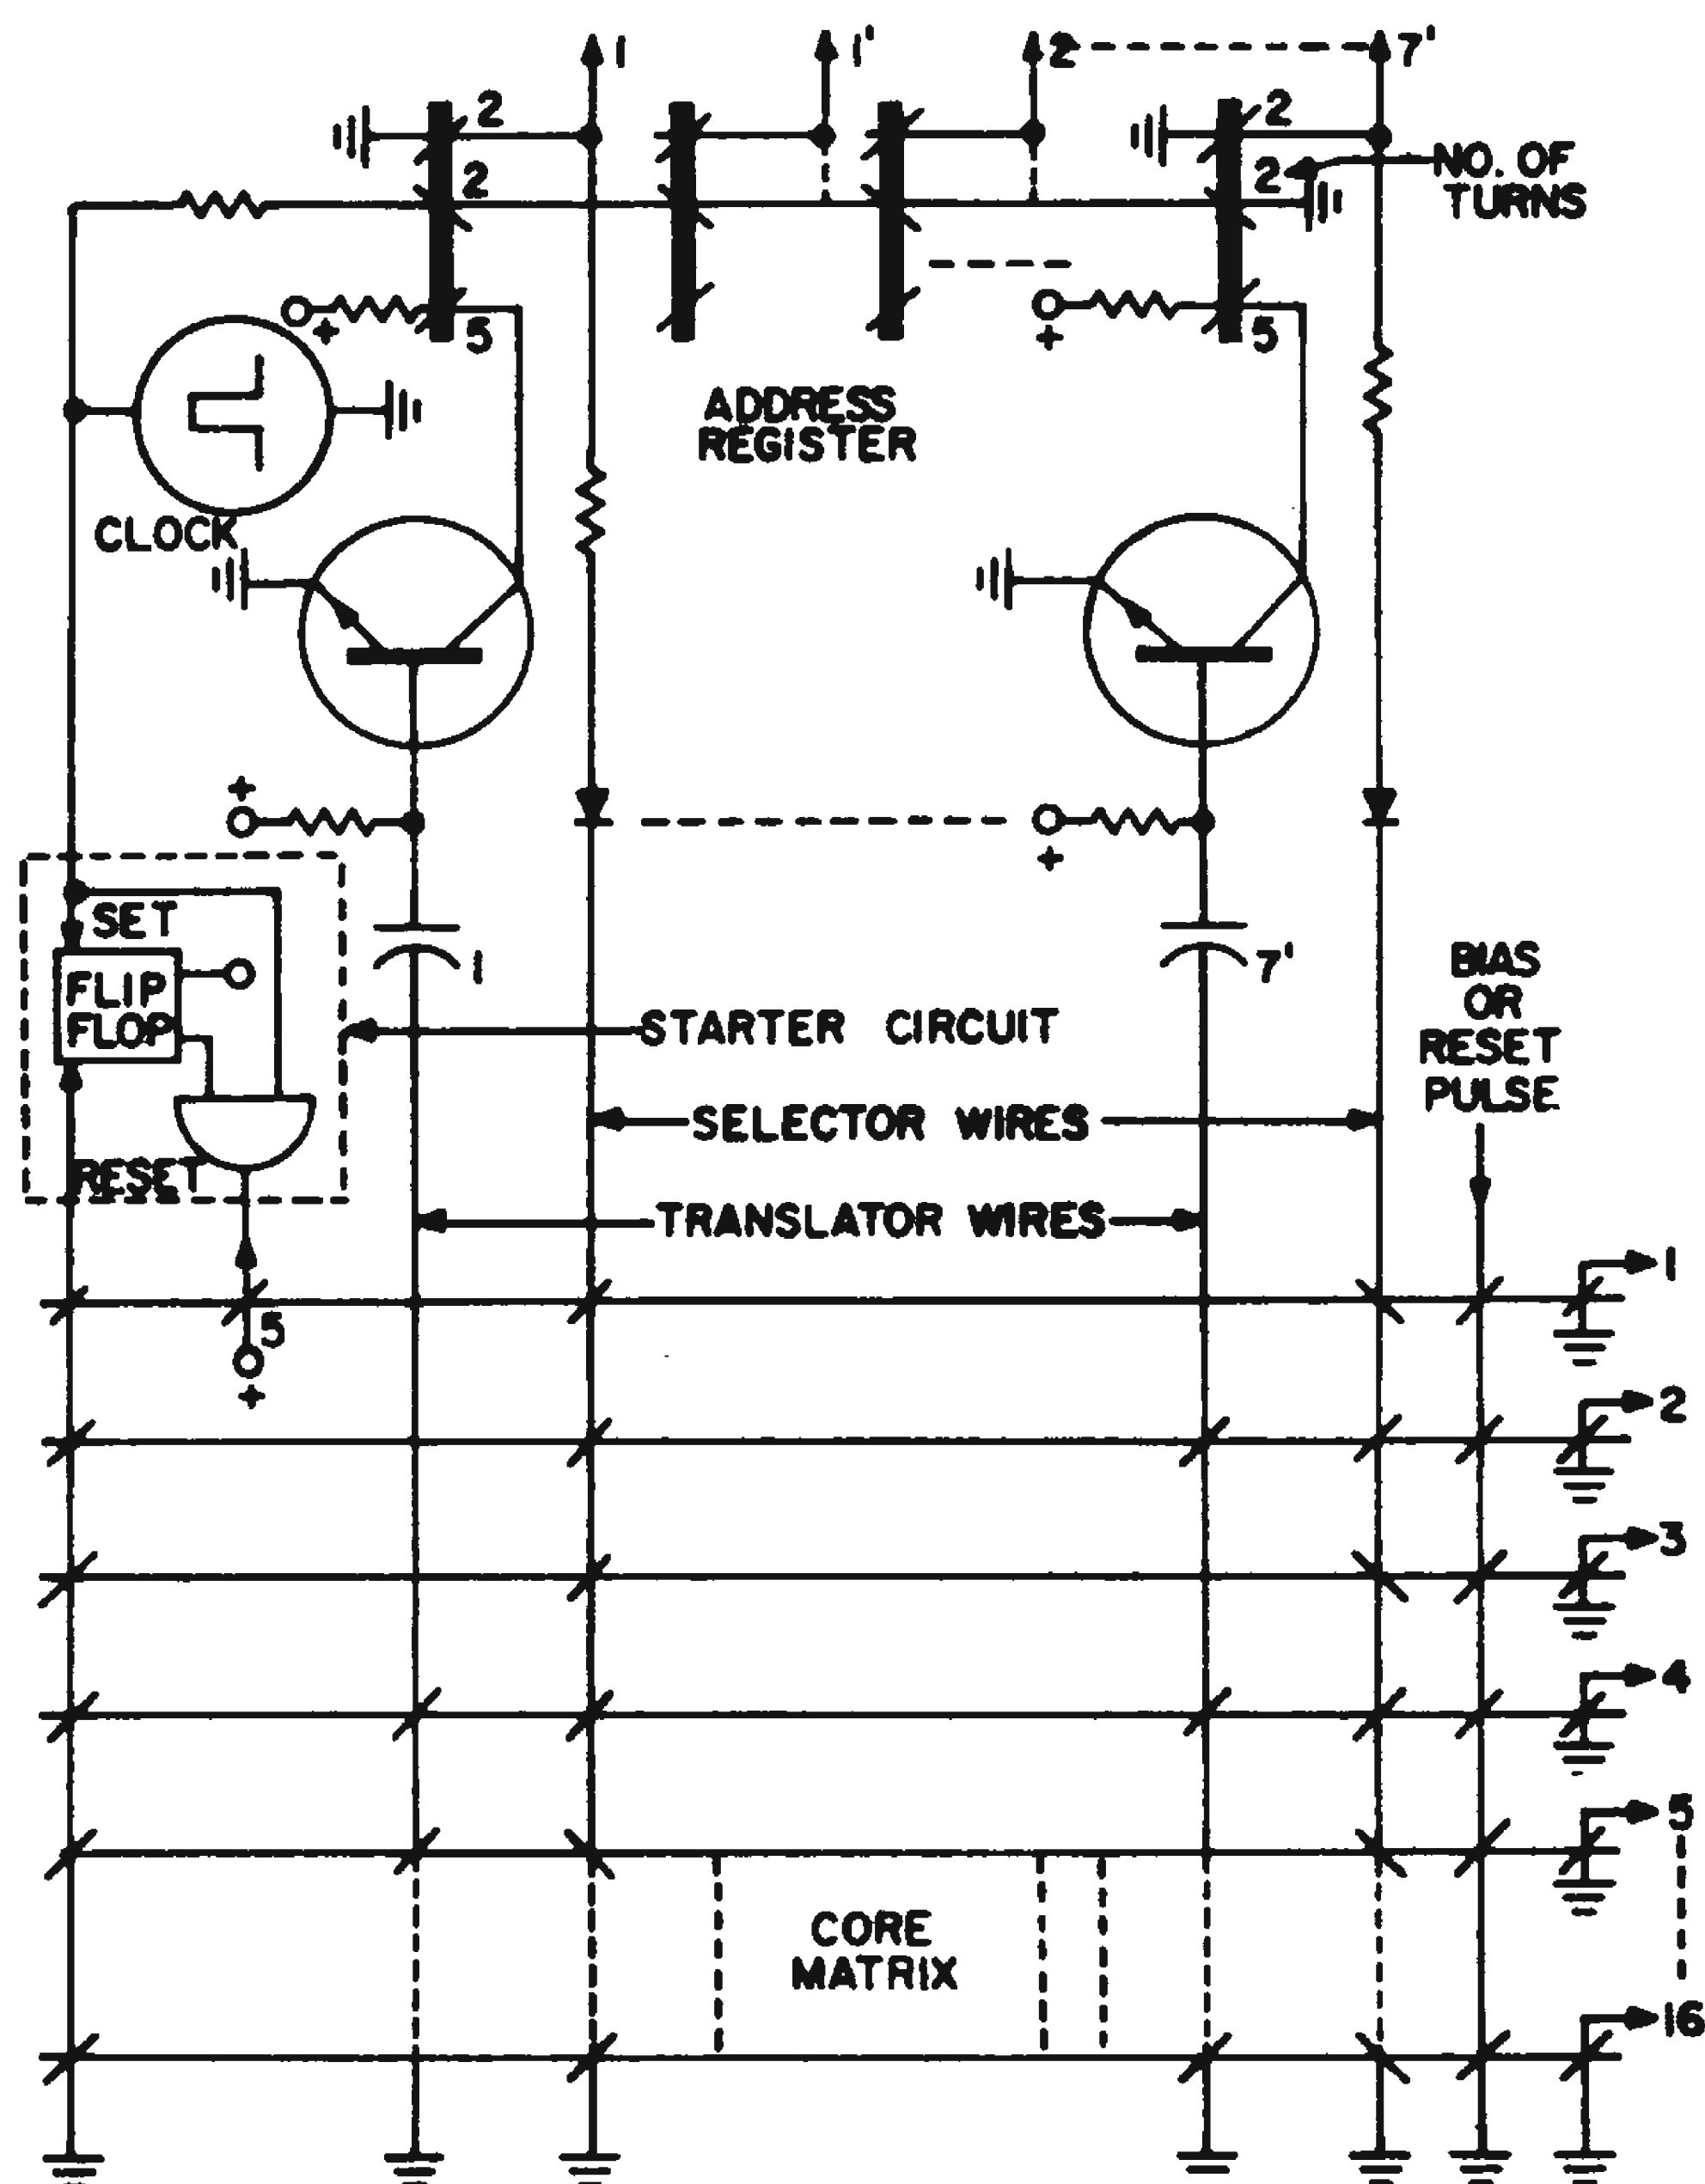 1 1' 2 7'
2 2
2 2 NO. OF
TURNS
+ 5 + 5
ADDRESS
REGISTER
CLOCK
+
+
SET
FLIP
FLOP
1 7'
BIAS
OR
RESET
PULSE
STARTER CIRCUIT
SELECTOR WIRES
RESET
TRANSLATOR WIRES
1
5
+
2
3
4
5
CORE
MATRIX
16